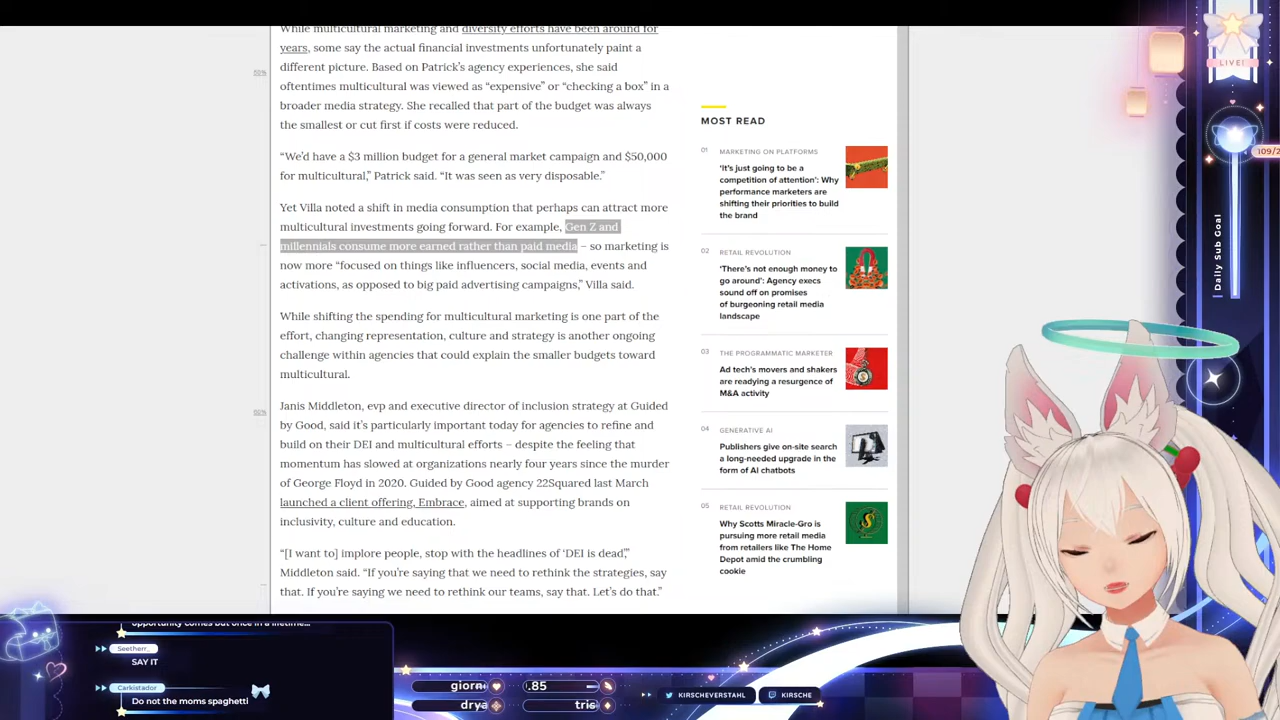 While multicultural marketing and diversity efforts have been around for
years, some say the actual financial investments unfortunately paint a
different picture. Based on Patrick's agency experiences, she said
oftentimes multicultural was viewed as “expensive” or “checking a box” in a
broader media strategy. She recalled that part of the budget was always
the smallest or cut first if costs were reduced.
“We'd have a $3 million budget for a general market campaign and $50,000
for multicultural,” Patrick said. “It was seen as very disposable.”
Yet Villa noted a shift in media consumption that perhaps can attract more
multicultural investments going forward. For example, Gen Z and
millennials consume more earned rather than paid media – so marketing is
now more “focused on things like influencers, social media, events and
activations, as opposed to big paid advertising campaigns,” Villa said.
While shifting the spending for multicultural marketing is one part of the
effort, changing representation, culture and strategy is another ongoing
challenge within agencies that could explain the smaller budgets toward
multicultural.
Janis Middleton, evp and executive director of inclusion strategy at Guided
by Good, said it's particularly important today for agencies to refine and
build on their DEI and multicultural efforts – despite the feeling that
momentum has slowed at organizations nearly four years since the murder
of George Floyd in 2020. Guided by Good agency 22Squared last March
launched a client offering, Embrace, aimed at supporting brands on
inclusivity, culture and education.
“[I want to] implore people, stop with the headlines of ‘DEI is dead,’”
Middleton said. “If you're saying that we need to rethink the strategies, say
that. If you're saying we need to rethink our teams, say that. Let's do that.”
MOST READ
01
MARKETING ON PLATFORMS
‘It's just going to be a
competition of attention’: Why
performance marketers are
shifting their priorities to build
the brand
02
RETAIL REVOLUTION
‘There's not enough money to
go around’: Agency execs
sound off on promises
of burgeoning retail media
landscape
03
THE PROGRAMMATIC MARKETER
Ad tech's movers and shakers
are readying a resurgence of
M&A activity
04
GENERATIVE AI
Publishers give on-site search
a long-needed upgrade in the
form of AI chatbots
05
RETAIL REVOLUTION
Why Scotts Miracle-Gro is
pursuing more retail media
from retailers like The Home
Depot amid the crumbling
cookie
LIVE!
109/2
Daily Sub Goal
opportunity comes but once in a lifetime...
Seetherr_
SAY IT
Carkistador
Do not the moms spaghetti
giorn
.85
drya
tris
KIRSCHEVERSTAHL
KIRSCHE